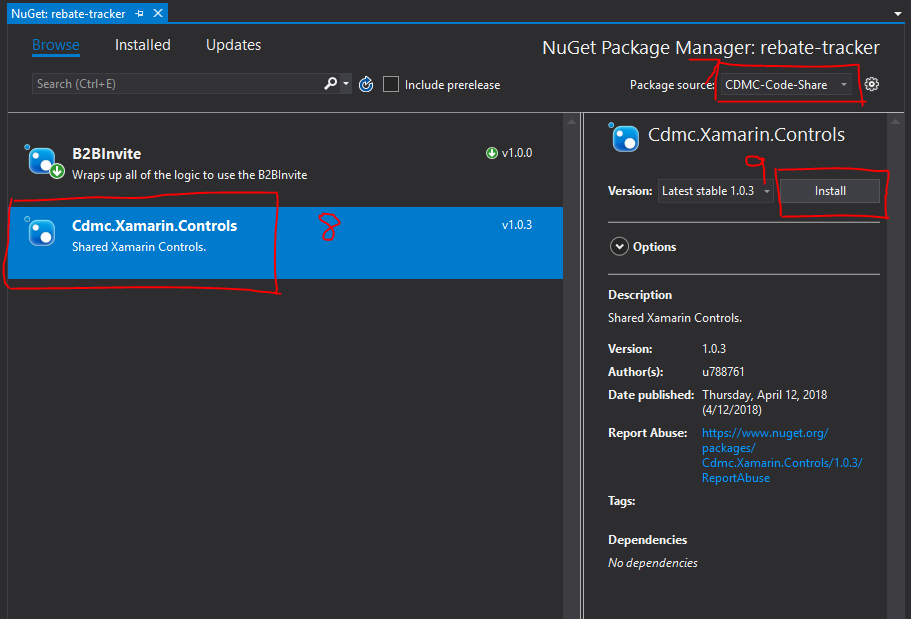 NuGet: rebate-tracker
Browse Installed Updates
NuGet Package Manager: rebate-tracker
Search (Ctrl+E)
Include prerelease
Package source: CDMC-Code-Share
7
B2BInvite
v1.0.0
Wraps up all of the logic to use the B2BInvite
Cdmc.Xamarin.Controls
v1.0.3
Shared Xamarin Controls.
8
Cdmc.Xamarin.Controls
9
Version: Latest stable 1.0.3 Install
Options
Description
Shared Xamarin Controls.
Version: 1.0.3
Author(s): u788761
Date published: Thursday, April 12, 2018
(4/12/2018)
Report Abuse: https://www.nuget.org/
packages/
Cdmc.Xamarin.Controls/1.0.3/
ReportAbuse
Tags:
Dependencies
No dependencies